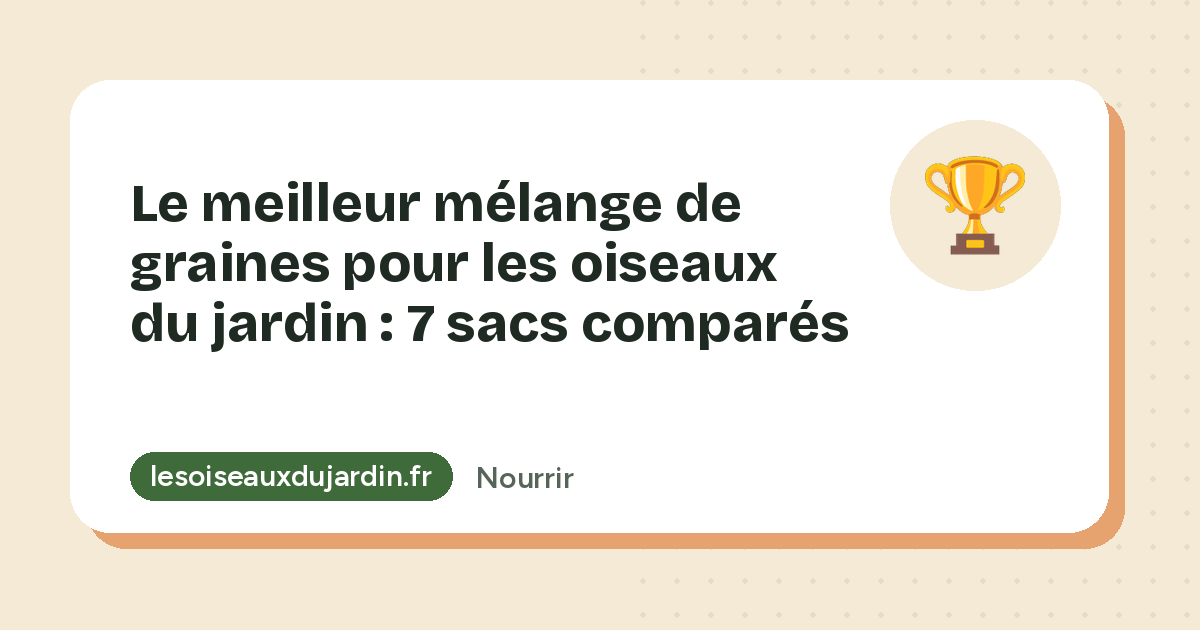 Le meilleur mélange de
graines pour les oiseaux
du jardin : 7 sacs comparés
lesoiseauxdujardin.fr Nourrir